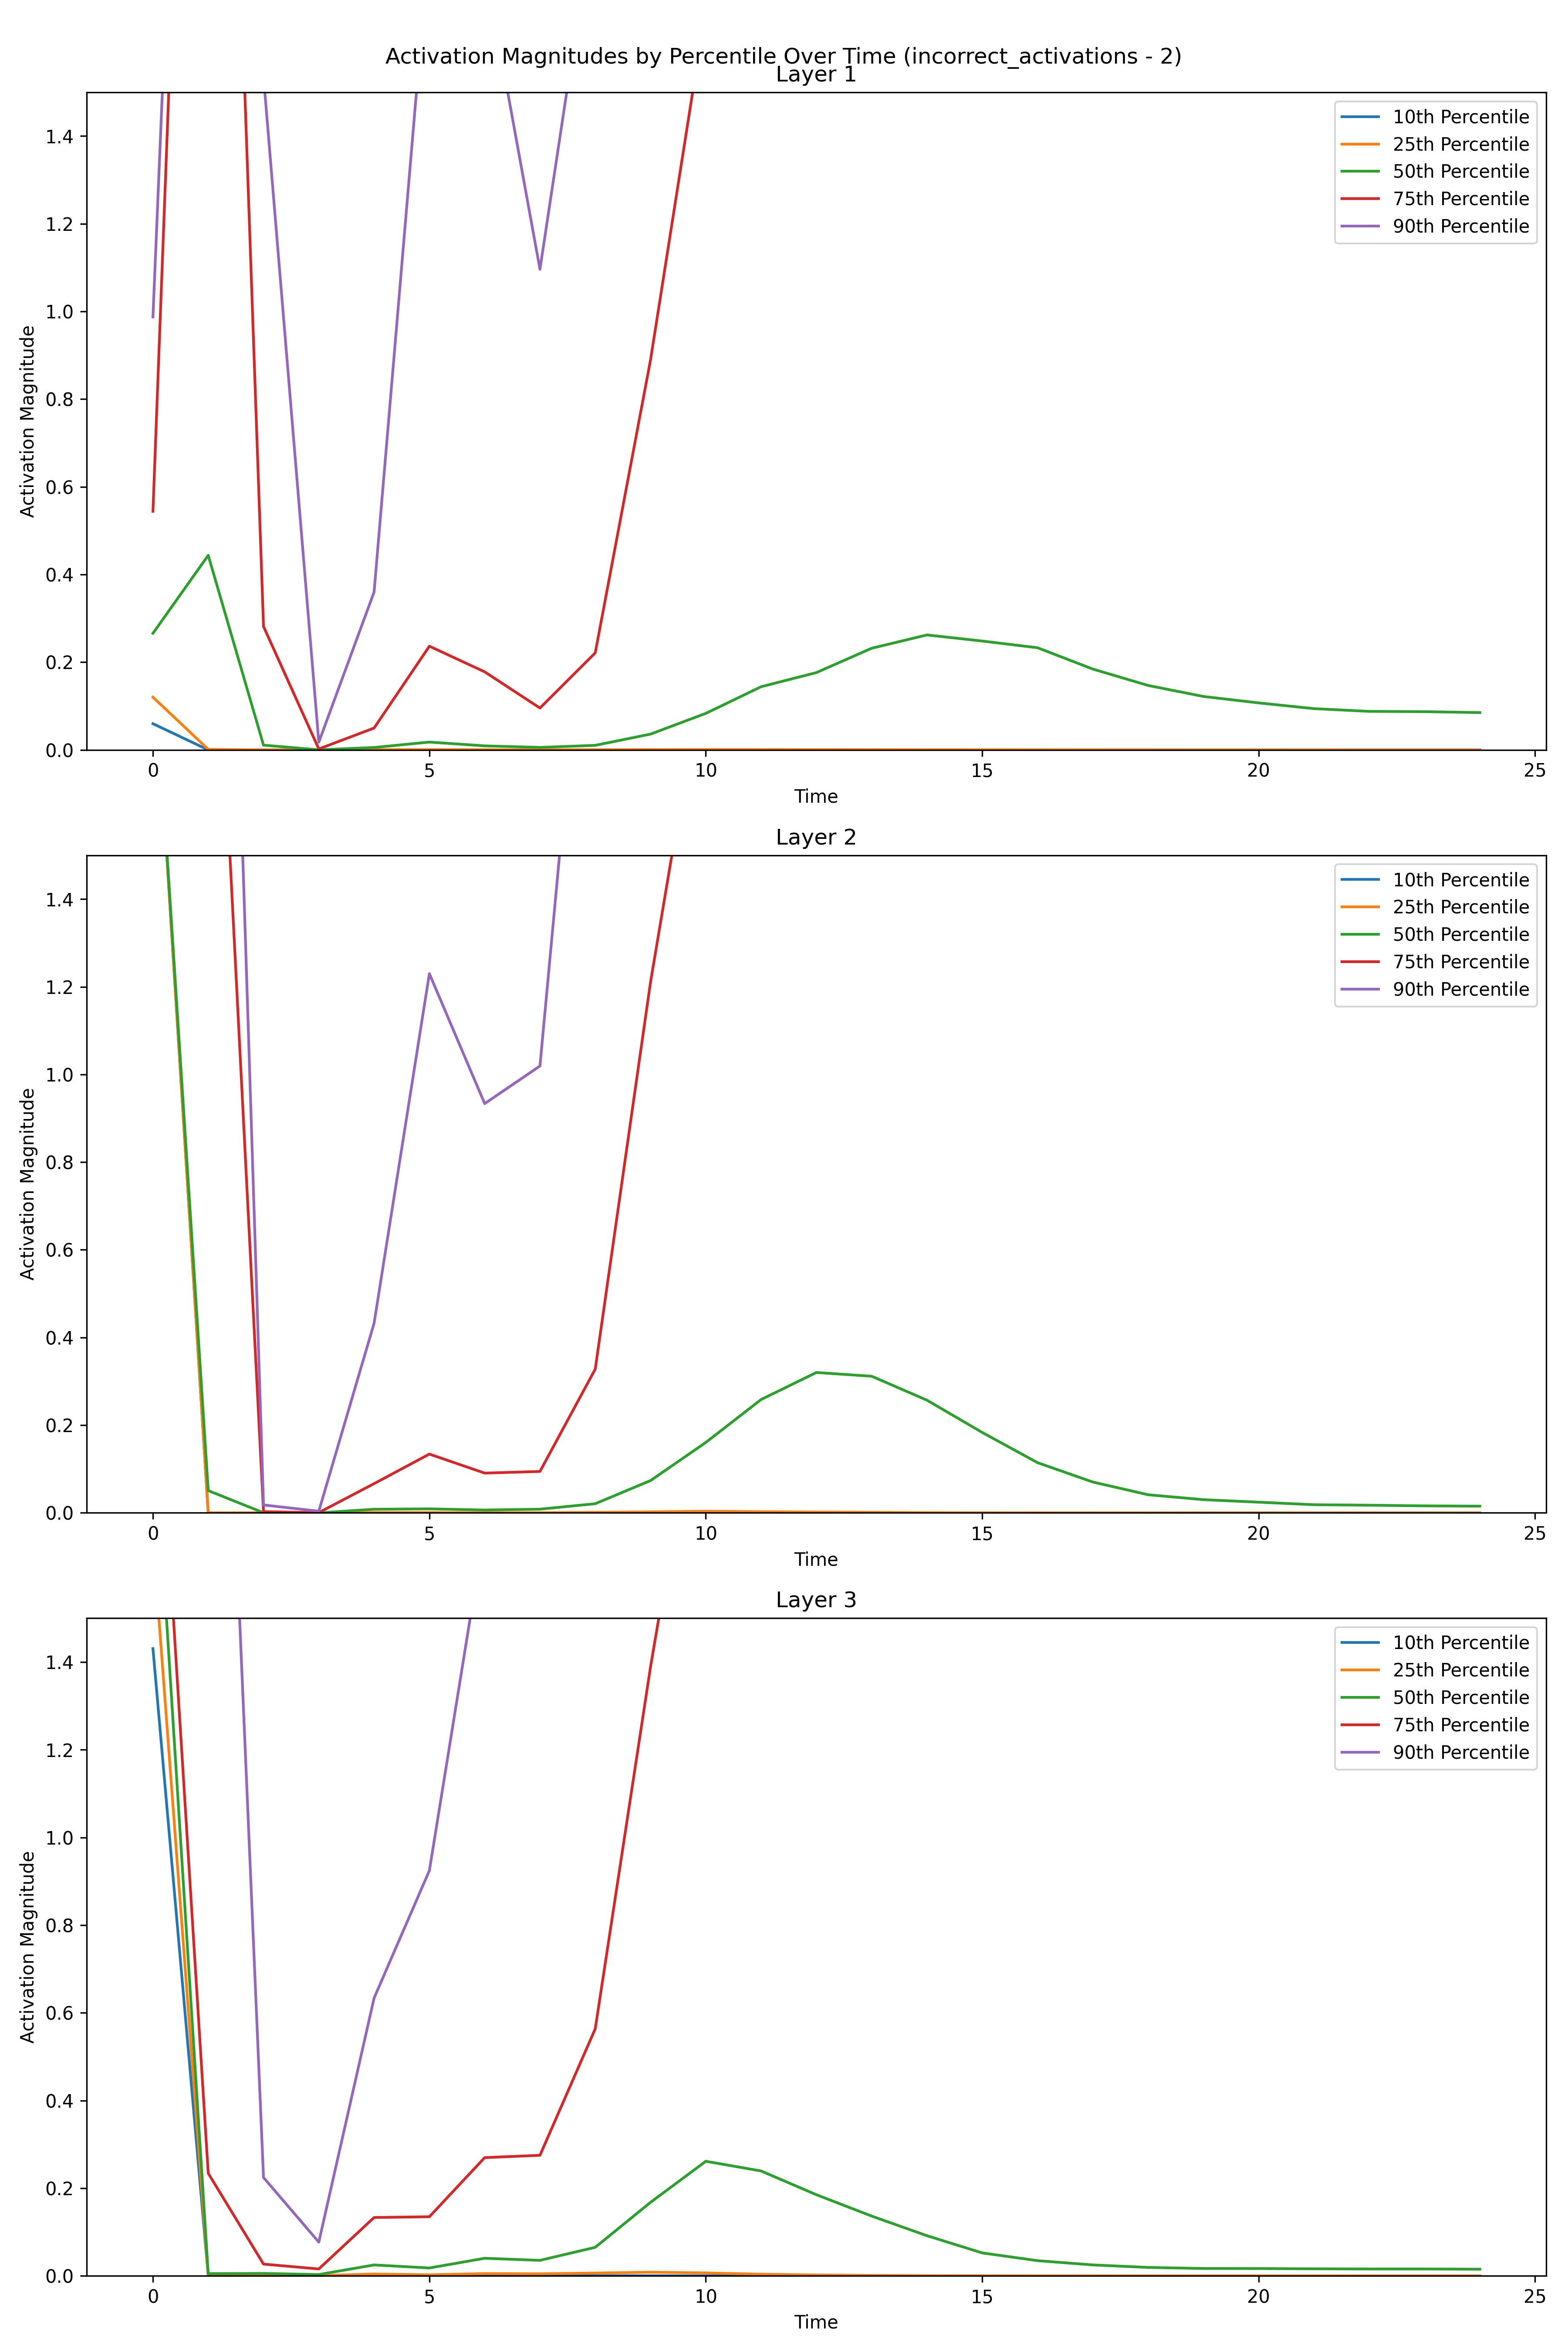 Activation Magnitudes by Percentile Over Time (incorrect_activations - 2)
Layer 1
1.4
1.2
1.0
0.8
0.6
0.4
0.2
0.0
Activation Magnitude
10th Percentile
25th Percentile
50th Percentile
75th Percentile
90th Percentile
0 5 10 15 20 25
Time
Layer 2
1.4
1.2
1.0
0.8
0.6
0.4
0.2
0.0
Activation Magnitude
10th Percentile
25th Percentile
50th Percentile
75th Percentile
90th Percentile
0 5 10 15 20 25
Time
Layer 3
1.4
1.2
1.0
0.8
0.6
0.4
0.2
0.0
Activation Magnitude
10th Percentile
25th Percentile
50th Percentile
75th Percentile
90th Percentile
0 5 10 15 20 25
Time